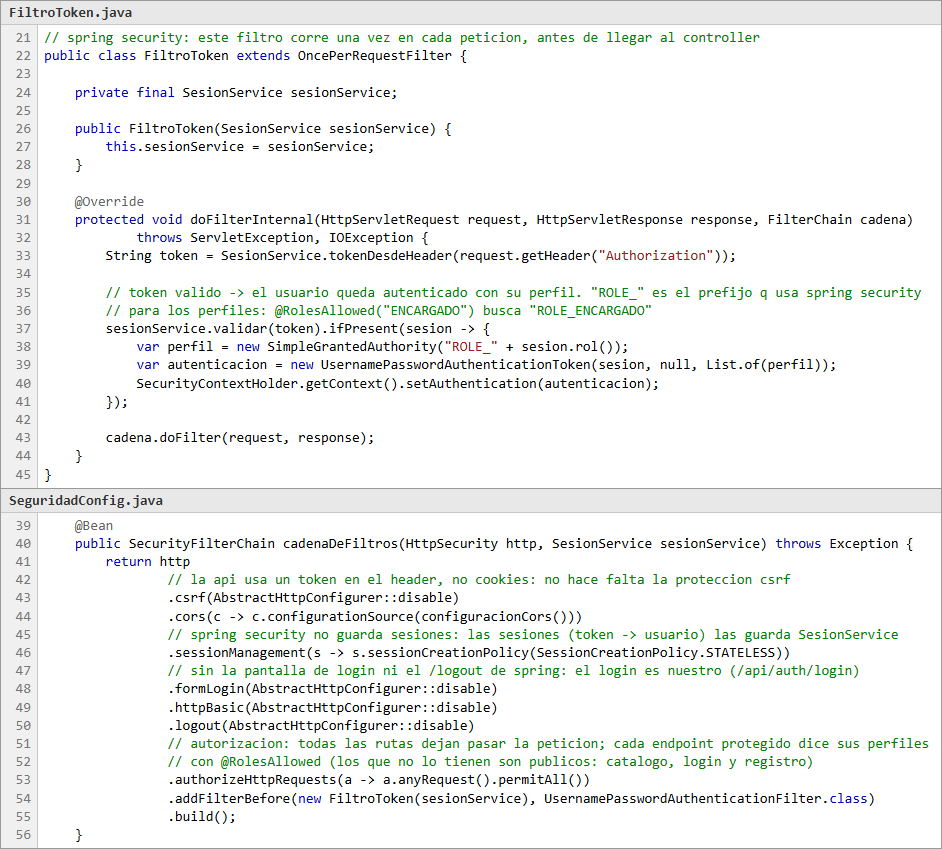 FiltroToken.java
21 // spring security: este filtro corre una vez en cada peticion, antes de llegar al controller
22 public class FiltroToken extends OncePerRequestFilter {
23
24     private final SesionService sesionService;
25
26     public FiltroToken(SesionService sesionService) {
27         this.sesionService = sesionService;
28     }
29
30     @Override
31     protected void doFilterInternal(HttpServletRequest request, HttpServletResponse response, FilterChain cadena)
32             throws ServletException, IOException {
33         String token = SesionService.tokenDesdeHeader(request.getHeader("Authorization"));
34
35         // token valido -> el usuario queda autenticado con su perfil. "ROLE_" es el prefijo q usa spring security
36         // para los perfiles: @RolesAllowed("ENCARGADO") busca "ROLE_ENCARGADO"
37         sesionService.validar(token).ifPresent(sesion -> {
38             var perfil = new SimpleGrantedAuthority("ROLE_" + sesion.rol());
39             var autenticacion = new UsernamePasswordAuthenticationToken(sesion, null, List.of(perfil));
40             SecurityContextHolder.getContext().setAuthentication(autenticacion);
41         });
42
43         cadena.doFilter(request, response);
44     }
45 }
SeguridadConfig.java
39     @Bean
40     public SecurityFilterChain cadenaDeFiltros(HttpSecurity http, SesionService sesionService) throws Exception {
41         return http
42                 // la api usa un token en el header, no cookies: no hace falta la proteccion csrf
43                 .csrf(AbstractHttpConfigurer::disable)
44                 .cors(c -> c.configurationSource(configuracionCors()))
45                 // spring security no guarda sesiones: las sesiones (token -> usuario) las guarda SesionService
46                 .sessionManagement(s -> s.sessionCreationPolicy(SessionCreationPolicy.STATELESS))
47                 // sin la pantalla de login ni el /logout de spring: el login es nuestro (/api/auth/login)
48                 .formLogin(AbstractHttpConfigurer::disable)
49                 .httpBasic(AbstractHttpConfigurer::disable)
50                 .logout(AbstractHttpConfigurer::disable)
51                 // autorizacion: todas las rutas dejan pasar la peticion; cada endpoint protegido dice sus perfiles
52                 // con @RolesAllowed (los que no lo tienen son publicos: catalogo, login y registro)
53                 .authorizeHttpRequests(a -> a.anyRequest().permitAll())
54                 .addFilterBefore(new FiltroToken(sesionService), UsernamePasswordAuthenticationFilter.class)
55                 .build();
56     }